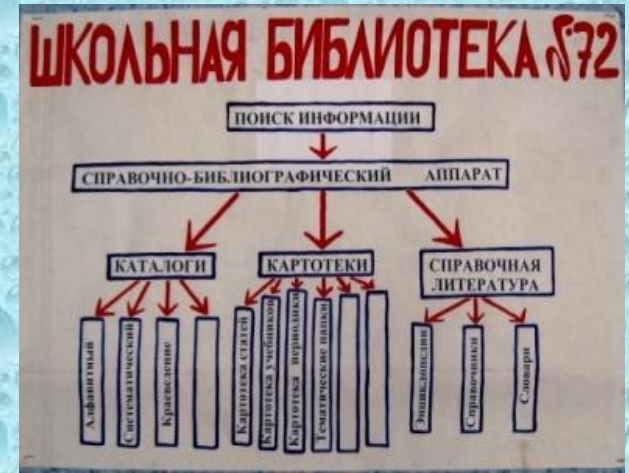 ШКОЛЬНАЯ БИБЛИОТЕКА №72
ПОИСК ИНФОРМАЦИИ
СПРАВОЧНО-БИБЛИОГРАФИЧЕСКИЙ АППАРАТ
КАТАЛОГИ
КАРТОТЕКИ
СПРАВОЧНАЯ
ЛИТЕРАТУРА
Алфавитный
Систематический
Краеведение
Картотека статей
Картотека учебников
Картотека периодики
Тематические папки
Энциклопедии
Справочники
Словари